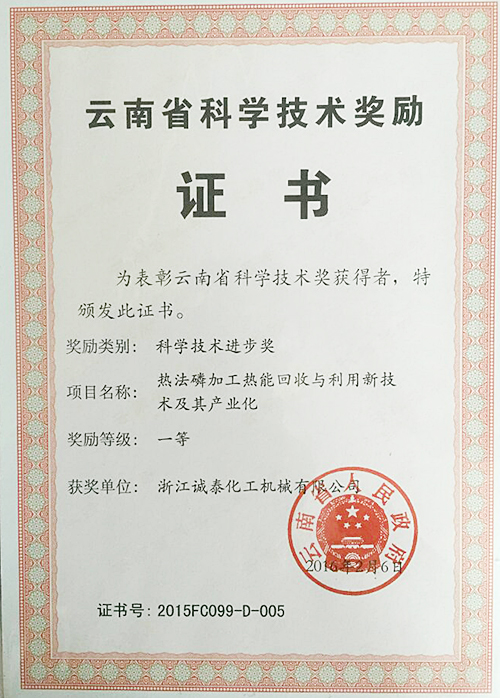 云南省科学技术奖励
证 书
为表彰云南省科学技术奖获得者，特
颁发此证书。
奖励类别： 科学技术进步奖
项目名称： 热法磷加工热能回收与利用新技
术及其产业化
奖励等级： 一等
获奖单位： 浙江诚泰化工机械有限公司
云南省人民政府
2016年2月6日
证书号: 2015FC099-D-005